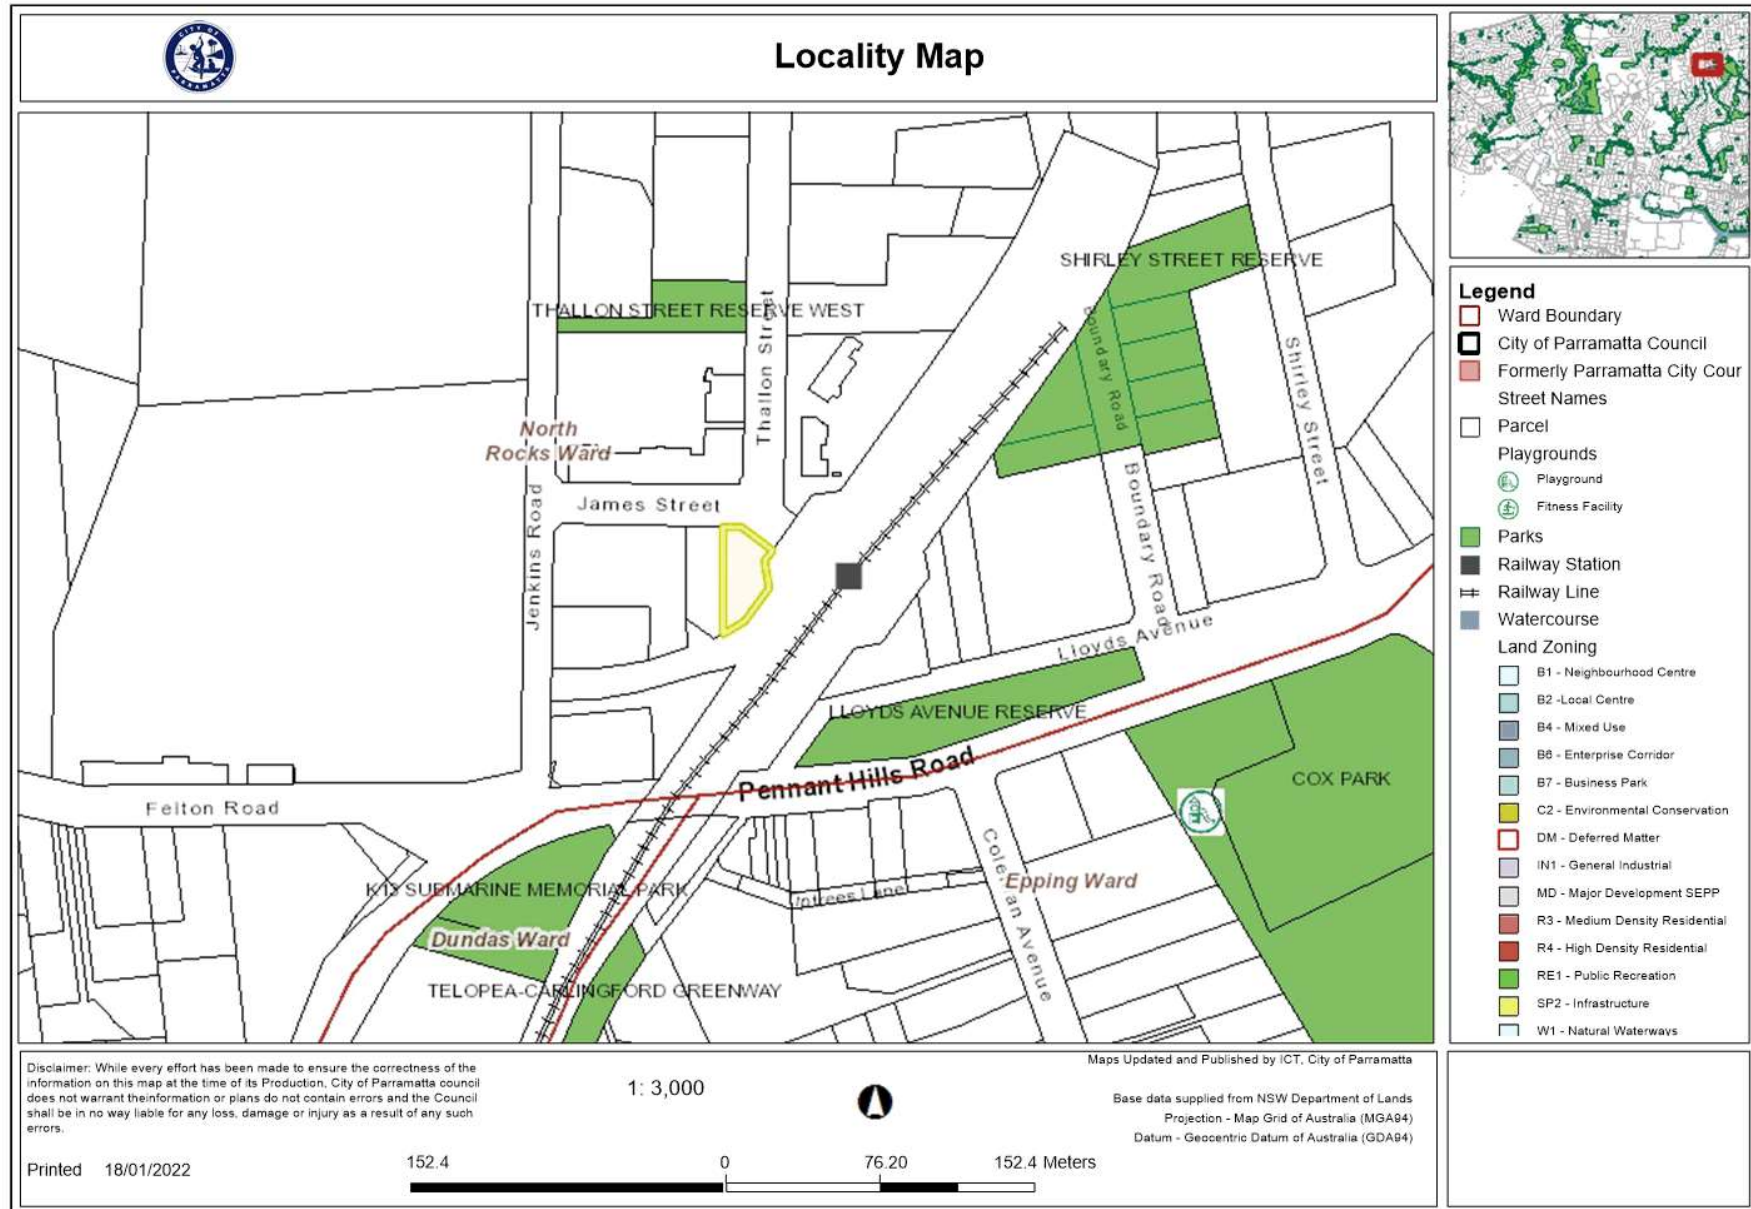 CITY OF
PARRAMATTA
Locality Map
SHIRLEY STREET RESERVE
THALLON STREET RESERVE WEST
Thallon Street
Boundary Road
Shirley Street
North
Rocks Ward
Jenkins Road
James Street
Boundary Road
Lloyds Avenue
LLOYDS AVENUE RESERVE
Pennant Hills Road
COX PARK
Felton Road
K13 SUBMARINE MEMORIAL PARK
Intrees Lane
Coleman Avenue
Epping Ward
Dundas Ward
TELOPEA-CARLINGFORD GREENWAY
Legend
Ward Boundary
City of Parramatta Council
Formerly Parramatta City Cour
Street Names
Parcel
Playgrounds
Playground
Fitness Facility
Parks
Railway Station
Railway Line
Watercourse
Land Zoning
B1 - Neighbourhood Centre
B2 -Local Centre
B4 - Mixed Use
B6 - Enterprise Corridor
B7 - Business Park
C2 - Environmental Conservation
DM - Deferred Matter
IN1 - General Industrial
MD - Major Development SEPP
R3 - Medium Density Residential
R4 - High Density Residential
RE1 - Public Recreation
SP2 - Infrastructure
W1 - Natural Waterways
Disclaimer: While every effort has been made to ensure the correctness of the
information on this map at the time of its Production, City of Parramatta council
does not warrant theinformation or plans do not contain errors and the Council
shall be in no way liable for any loss, damage or injury as a result of any such
errors.
Printed 18/01/2022
1: 3,000
152.4 0 76.20 152.4 Meters
Maps Updated and Published by ICT, City of Parramatta
Base data supplied from NSW Department of Lands
Projection - Map Grid of Australia (MGA94)
Datum - Geocentric Datum of Australia (GDA94)